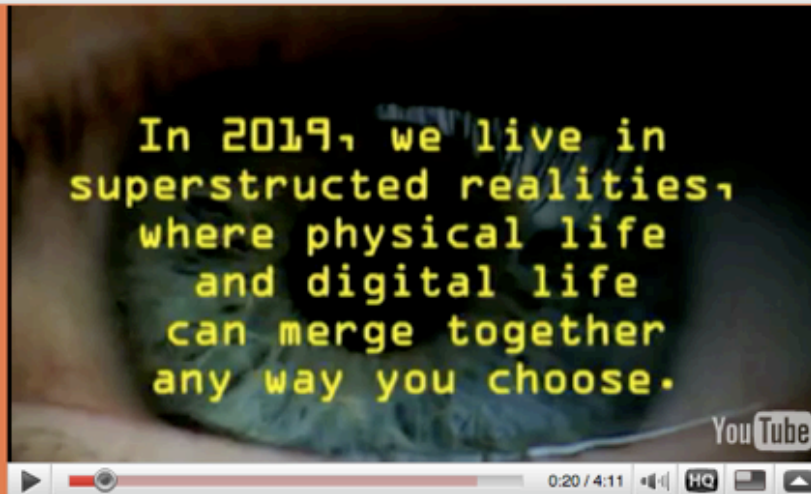 In 2019, we live in
superstructed realities,
where physical life
and digital life
can merge together
any way you choose.
YouTube
0:20 / 4:11
HQ